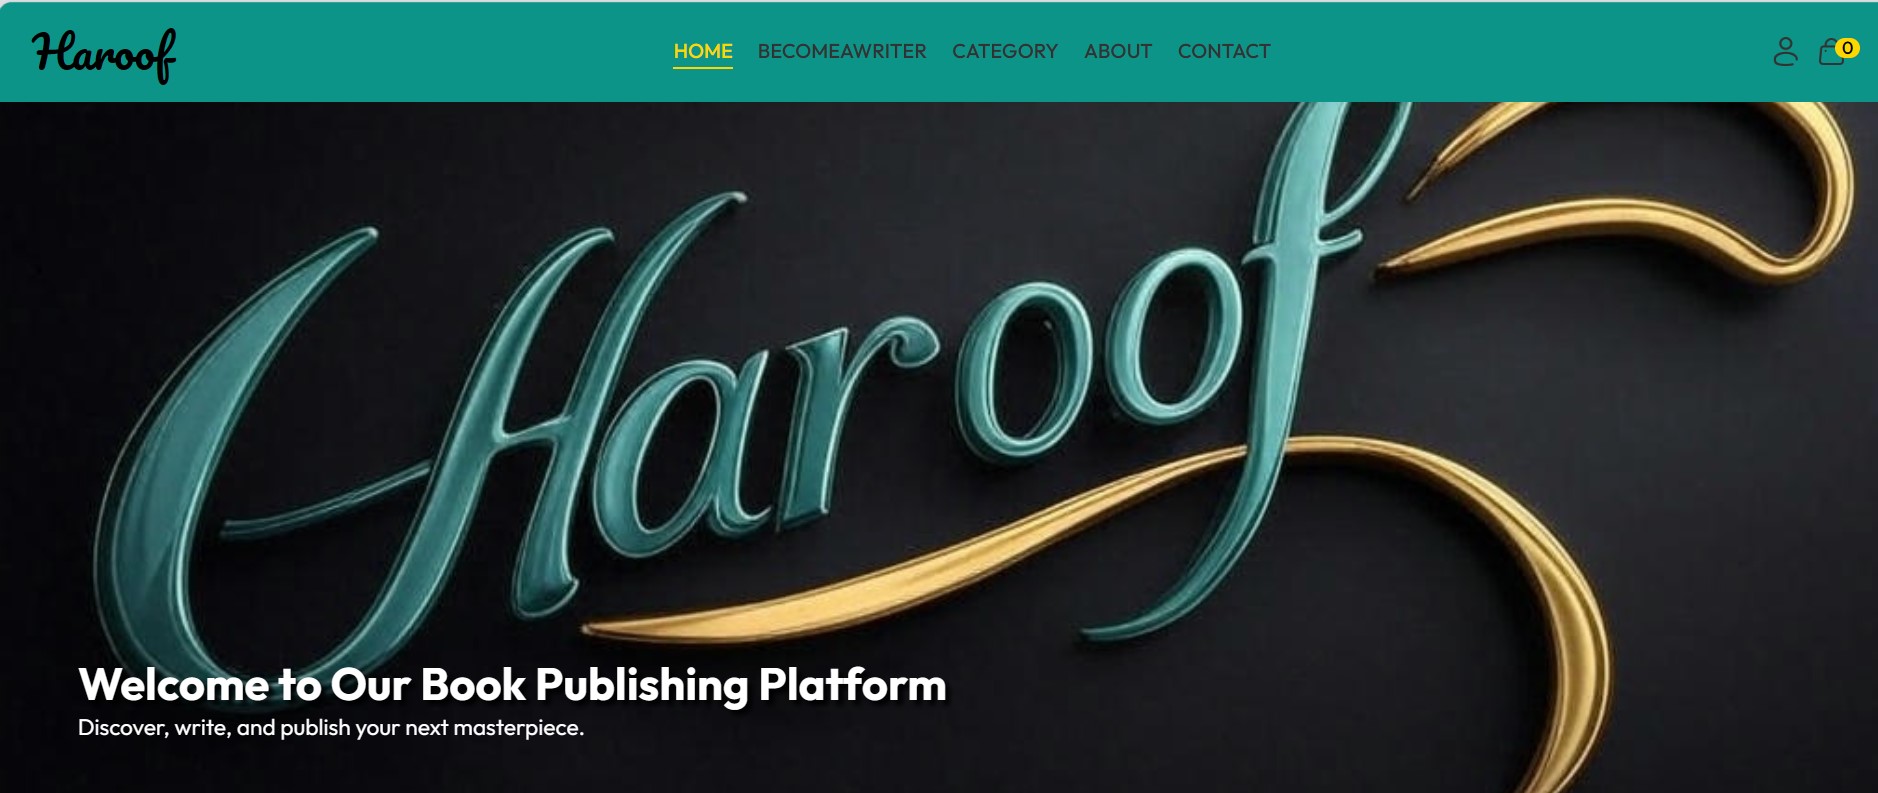 Haroof
HOME BECOMEAWRITER CATEGORY ABOUT CONTACT
0
Haroof
Welcome to Our Book Publishing Platform
Discover, write, and publish your next masterpiece.